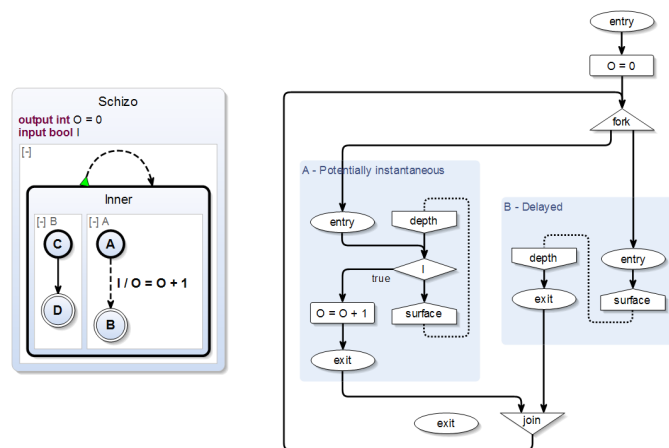 Schizo
output int O = 0
input bool I
[-]
Inner
[-] B
C
D
[-] A
A
I / O = O + 1
B
entry
O = 0
fork
A - Potentially instantaneous
entry
depth
I
true
O = O + 1
surface
exit
B - Delayed
depth
entry
exit
surface
exit
join